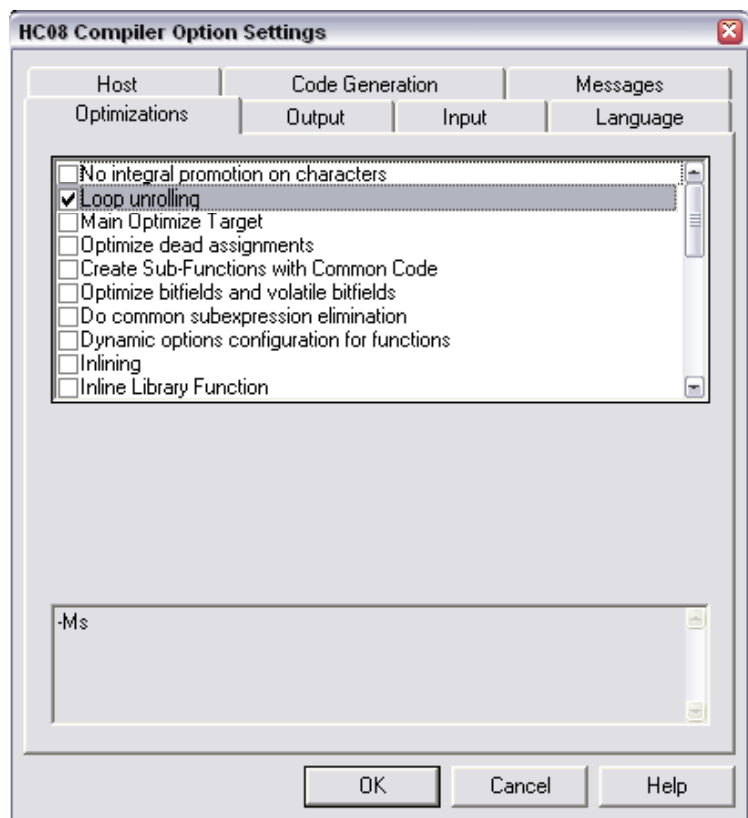 HC08 Compiler Option Settings
Host Code Generation Messages
Optimizations Output Input Language
No integral promotion on characters
Loop unrolling
Main Optimize Target
Optimize dead assignments
Create Sub-Functions with Common Code
Optimize bitfields and volatile bitfields
Do common subexpression elimination
Dynamic options configuration for functions
Inlining
Inline Library Function
-Ms
OK Cancel Help